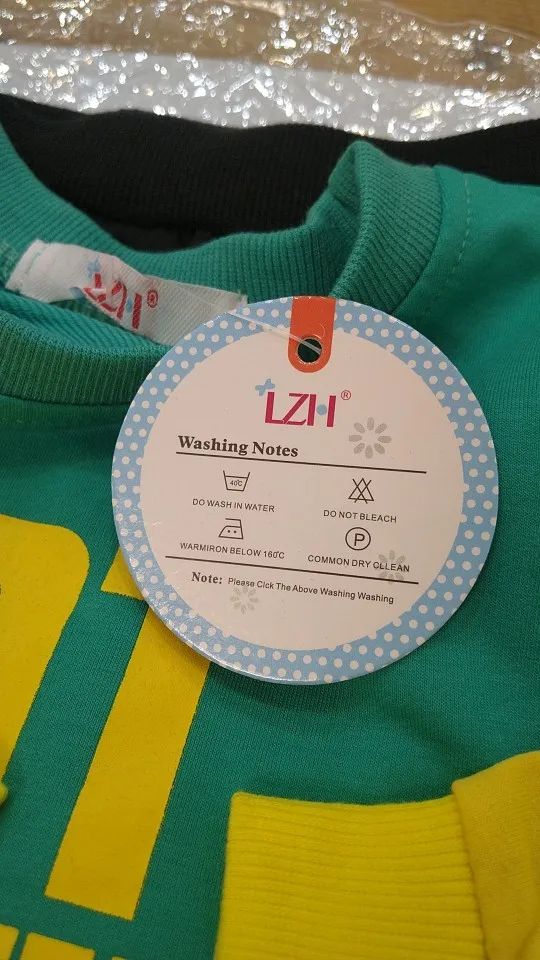 LZH®
LZH®
Washing Notes
40℃
DO WASH IN WATER
DO NOT BLEACH
P
WARMIRON BELOW 160℃
COMMON DRY CLLEAN
Note: Please Cick The Above Washing Washing